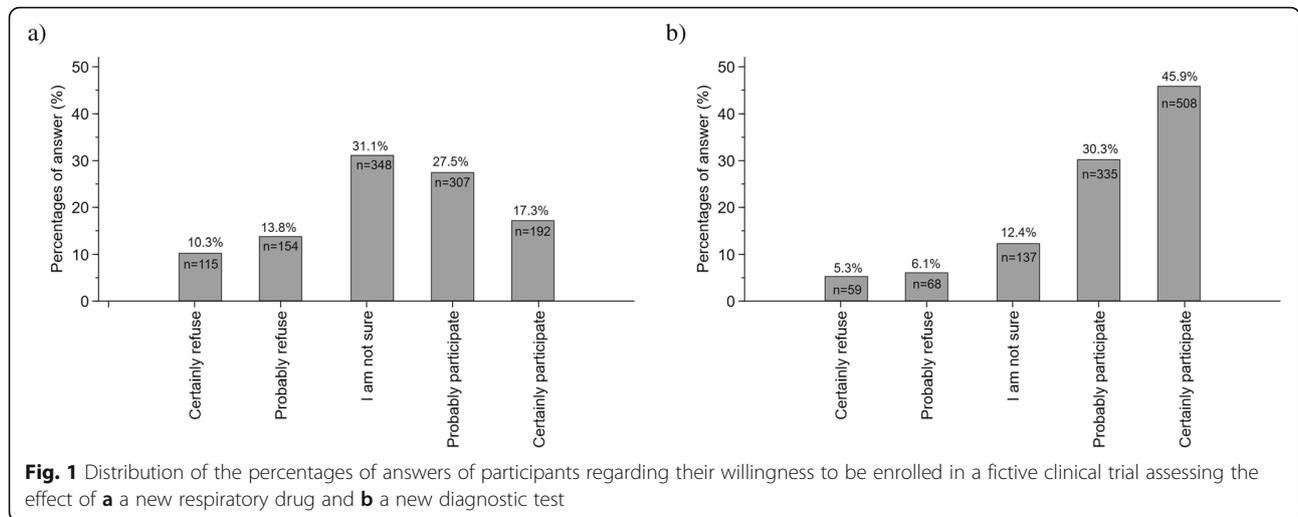 a)
Percentages of answer (%)
50
40
30
20
10
0
10.3%
n=115
13.8%
n=154
31.1%
n=348
27.5%
n=307
17.3%
n=192
Certainly refuse
Probably refuse
I am not sure
Probably participate
Certainly participate
b)
Percentages of answer (%)
50
40
30
20
10
0
5.3%
n=59
6.1%
n=68
12.4%
n=137
30.3%
n=335
45.9%
n=508
Certainly refuse
Probably refuse
I am not sure
Probably participate
Certainly participate
Fig. 1 Distribution of the percentages of answers of participants regarding their willingness to be enrolled in a fictive clinical trial assessing the
effect of a a new respiratory drug and b a new diagnostic test